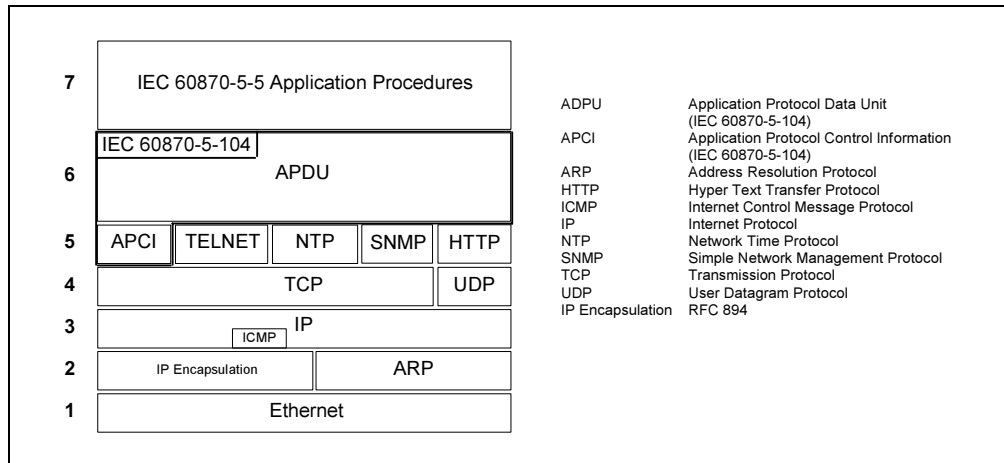 7 IEC 60870-5-5 Application Procedures
IEC 60870-5-104
6 APDU
5 APCI TELNET NTP SNMP HTTP
4 TCP UDP
3 IP
ICMP
2 IP Encapsulation ARP
1 Ethernet
ADPU Application Protocol Data Unit
(IEC 60870-5-104)
APCI Application Protocol Control Information
(IEC 60870-5-104)
ARP Address Resolution Protocol
HTTP Hyper Text Transfer Protocol
ICMP Internet Control Message Protocol
IP Internet Protocol
NTP Network Time Protocol
SNMP Simple Network Management Protocol
TCP Transmission Protocol
UDP User Datagram Protocol
IP Encapsulation RFC 894